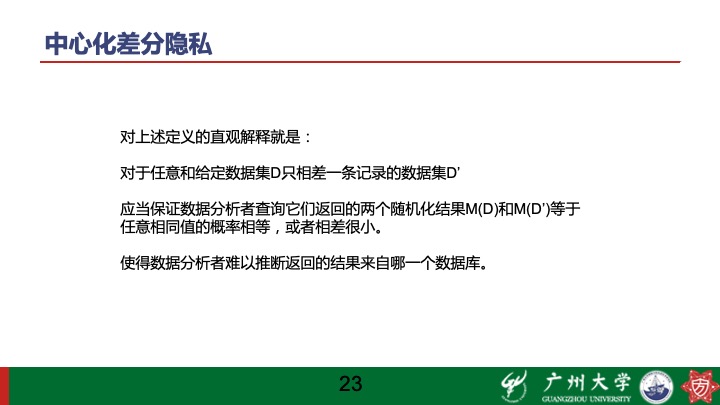 中心化差分隐私
对上述定义的直观解释就是：
对于任意和给定数据集D只相差一条记录的数据集D’
应当保证数据分析者查询它们返回的两个随机化结果M(D)和M(D’)等于
任意相同值的概率相等，或者相差很小。
使得数据分析者难以推断返回的结果来自哪一个数据库。
23
广州大学
GUANGZHOU UNIVERSITY